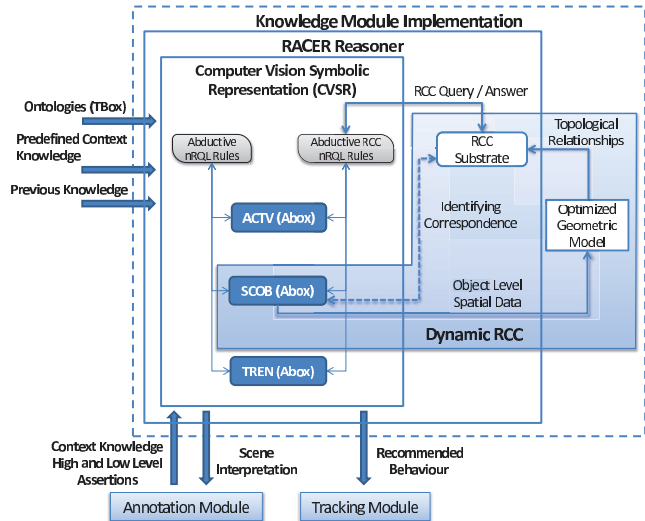 Knowledge Module Implementation
RACER Reasoner
Computer Vision Symbolic
Representation (CVSR)
RCC Query / Answer
Ontologies (TBox)
Predefined Context
Knowledge
Previous Knowledge
Abductive
nRQL Rules
Abductive RCC
nRQL Rules
RCC
Substrate
Topological
Relationships
ACTV (Abox)
Identifying
Correspondence
Optimized
Geometric
Model
SCOB (Abox)
Object Level
Spatial Data
Dynamic RCC
TREN (Abox)
Context Knowledge
High and Low Level
Assertions
Scene
Interpretation
Recommended
Behaviour
Annotation Module
Tracking Module